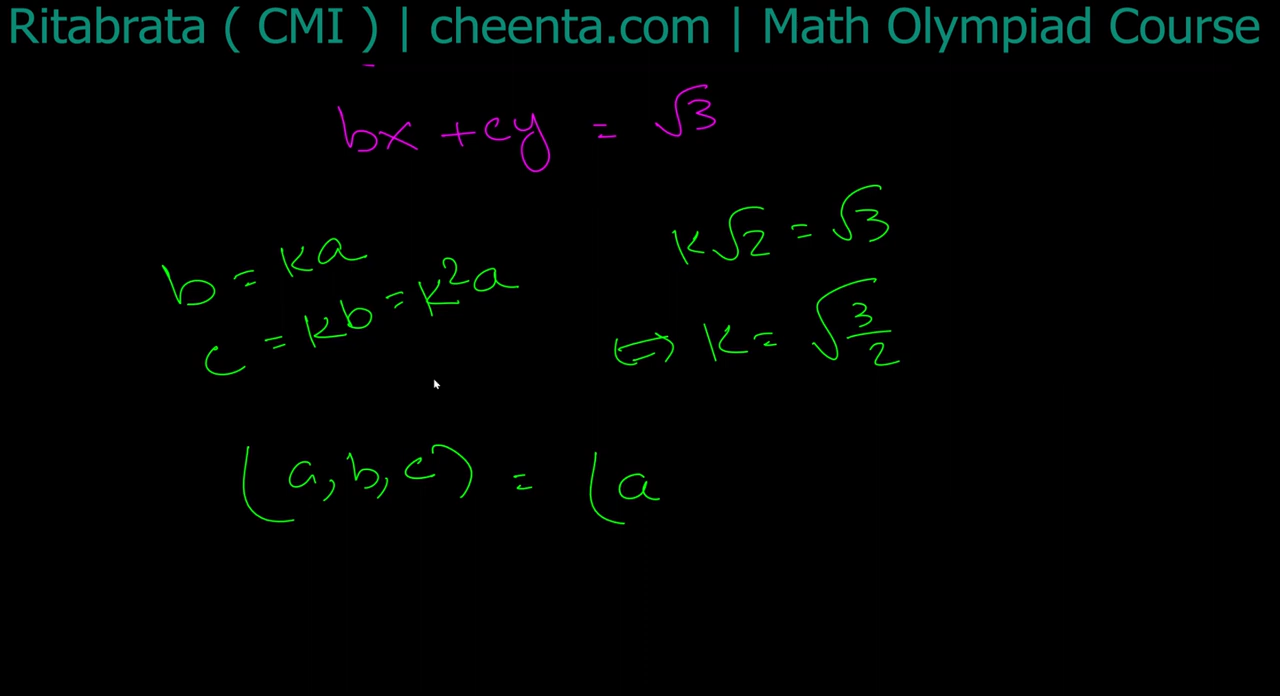 Ritabrata ( CMI ) | cheenta.com | Math Olympiad Course
bx + cy = √3
b = ka
c = kb = k²a
k√2 = √3
⟺ k = √(3/2)
(a, b, c) = (a